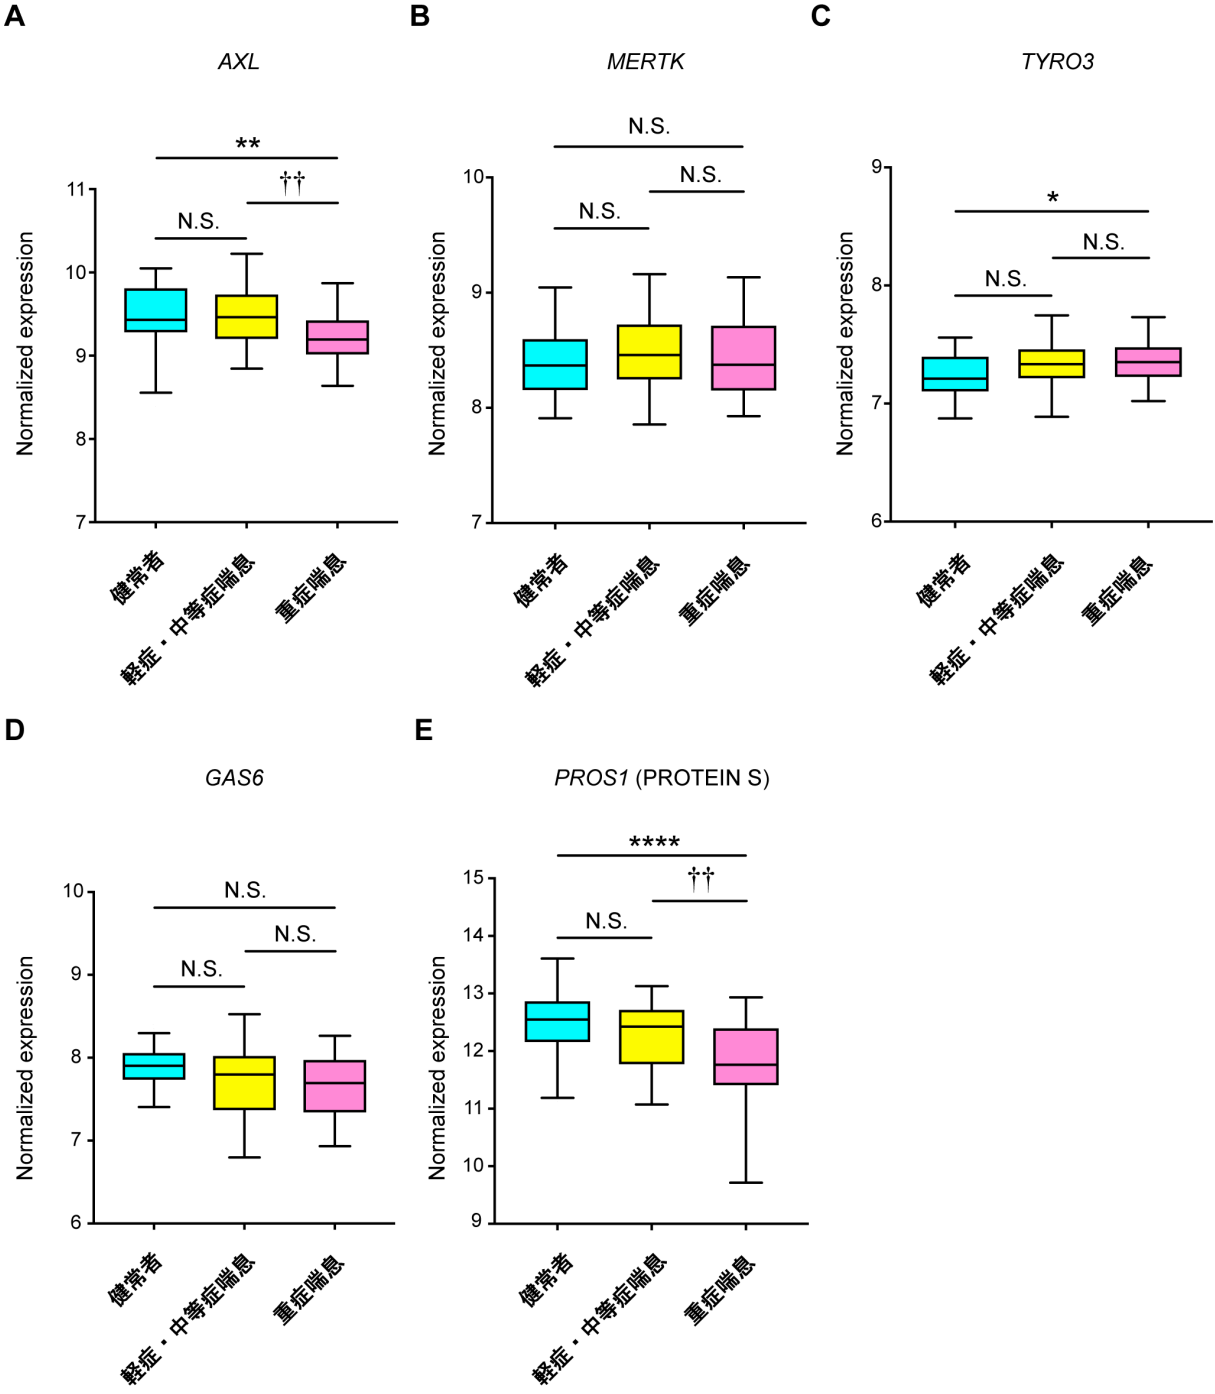 A
AXL
**
††
N.S.
11
10
9
8
7
Normalized expression
健常者
軽症・中等症喘息
重症喘息
B
MERTK
N.S.
N.S.
N.S.
10
9
8
7
Normalized expression
健常者
軽症・中等症喘息
重症喘息
C
TYRO3
*
N.S.
N.S.
9
8
7
6
Normalized expression
健常者
軽症・中等症喘息
重症喘息
D
GAS6
N.S.
N.S.
N.S.
10
9
8
7
6
Normalized expression
健常者
軽症・中等症喘息
重症喘息
E
PROS1 (PROTEIN S)
****
††
N.S.
15
14
13
12
11
10
9
Normalized expression
健常者
軽症・中等症喘息
重症喘息